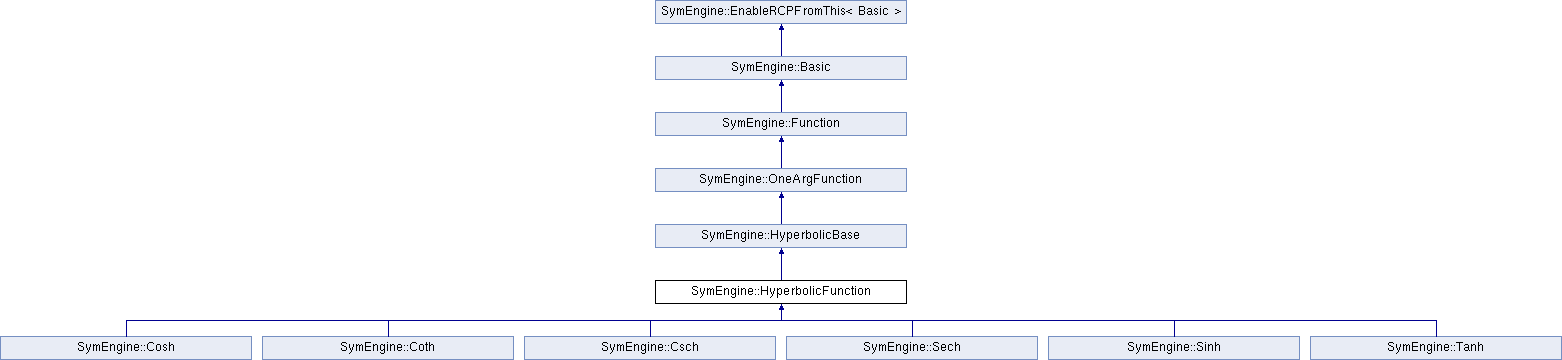 SymEngine::EnableRCPFromThis< Basic >
SymEngine::Basic
SymEngine::Function
SymEngine::OneArgFunction
SymEngine::HyperbolicBase
SymEngine::HyperbolicFunction
SymEngine::Cosh
SymEngine::Coth
SymEngine::Csch
SymEngine::Sech
SymEngine::Sinh
SymEngine::Tanh